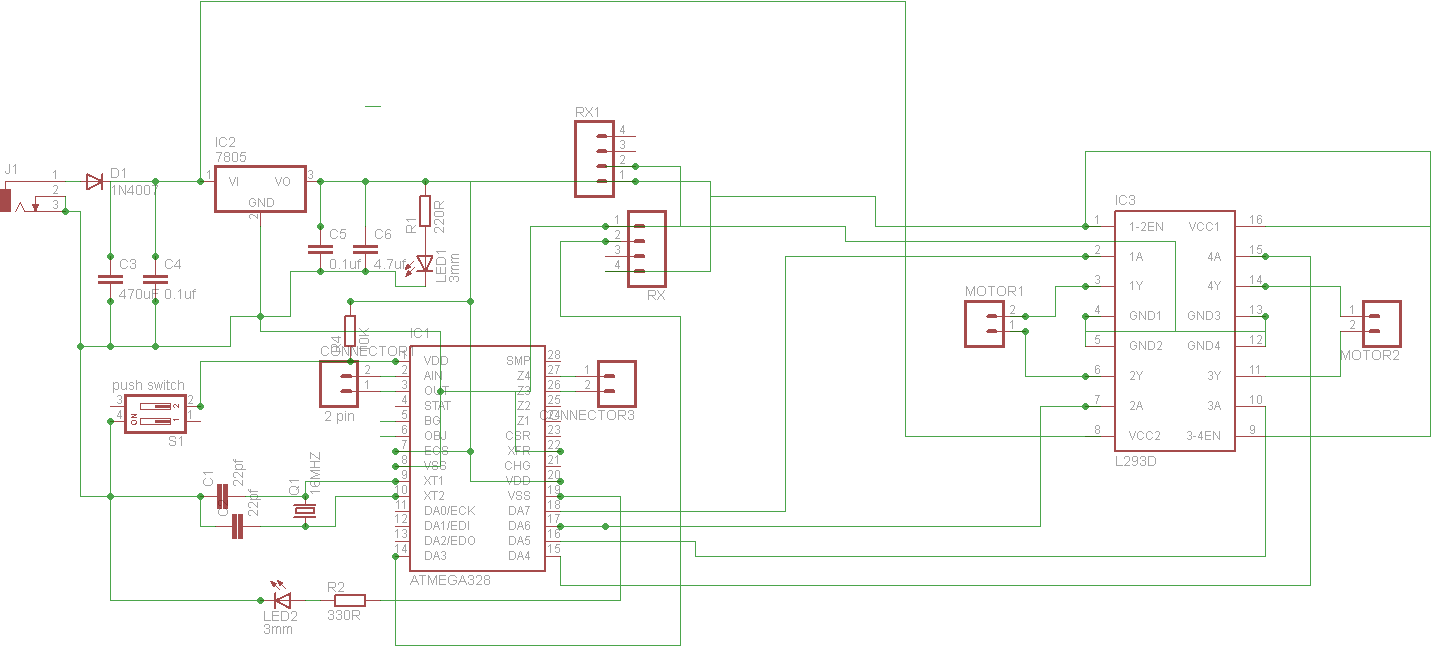 J1
1
2
3
D1
1N4007
C3
470uF
C4
0.1uf
IC2
7805
VI
VO
GND
1
3
2
C5
0.1uf
C6
4.7uf
R1
220R
LED1
3mm
RX1
4
3
2
1
1
2
3
4
RX
R4
10K
CONNECTOR1
2
1
2 pin
push switch
3
4
2
1
ON
2
1
S1
C1
22pf
22pf
Q1
16MHZ
IC1
1 VDD SMP 28
2 AIN Z4 27
3 OUT Z3 26
4 STAT Z2 25
5 BG Z1 24
6 OBJ CSR 23
7 EGS XFR 22
8 VSS CHG 21
9 XT1 VDD 20
10 XT2 VSS 19
11 DA0/ECK DA7 18
12 DA1/EDI DA6 17
13 DA2/EDO DA5 16
14 DA3 DA4 15
ATMEGA328
1
2
CONNECTOR3
LED2
3mm
R2
330R
MOTOR1
2
1
IC3
1 1-2EN VCC1 16
2 1A 4A 15
3 1Y 4Y 14
4 GND1 GND3 13
5 GND2 GND4 12
6 2Y 3Y 11
7 2A 3A 10
8 VCC2 3-4EN 9
L293D
1
2
MOTOR2